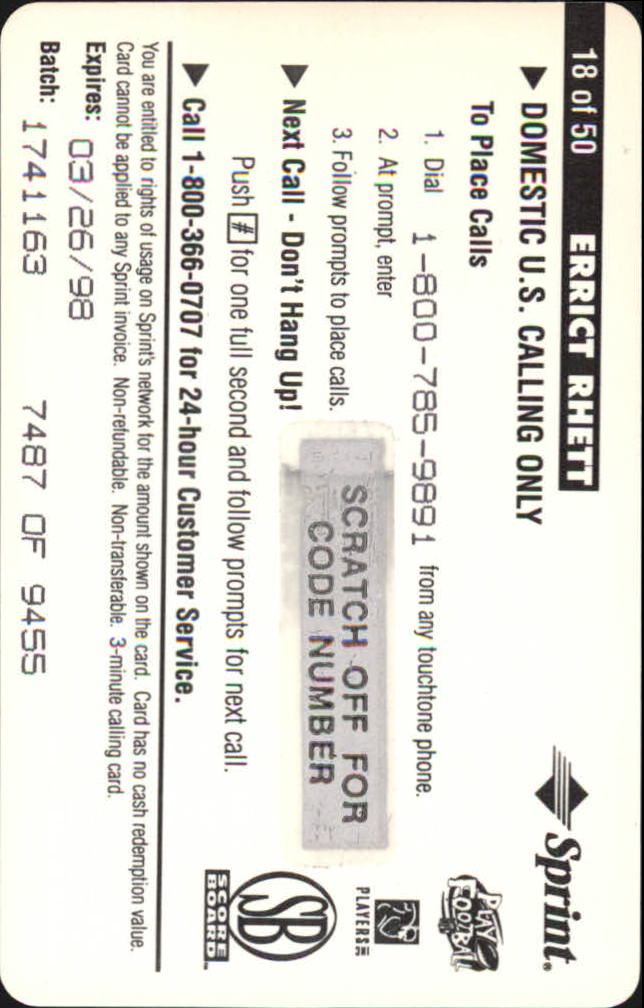 18 of 50 ERRICT RHETT
Sprint®
▶ DOMESTIC U.S. CALLING ONLY
To Place Calls
1. Dial 1-800-785-9891 from any touchtone phone.
2. At prompt, enter
3. Follow prompts to place calls.
SCRATCH OFF FOR
CODE NUMBER
▶ Next Call - Don't Hang Up!
Push # for one full second and follow prompts for next call.
▶ Call 1-800-366-0707 for 24-hour Customer Service.
PLAY
FOOTBALL
PLAYERS INC
SB
SCORE
BOARD
You are entitled to rights of usage on Sprint's network for the amount shown on the card. Card has no cash redemption value.
Card cannot be applied to any Sprint invoice. Non-refundable. Non-transferable. 3-minute calling card.
Expires: 03/26/98
Batch: 1741163 7487 OF 9455